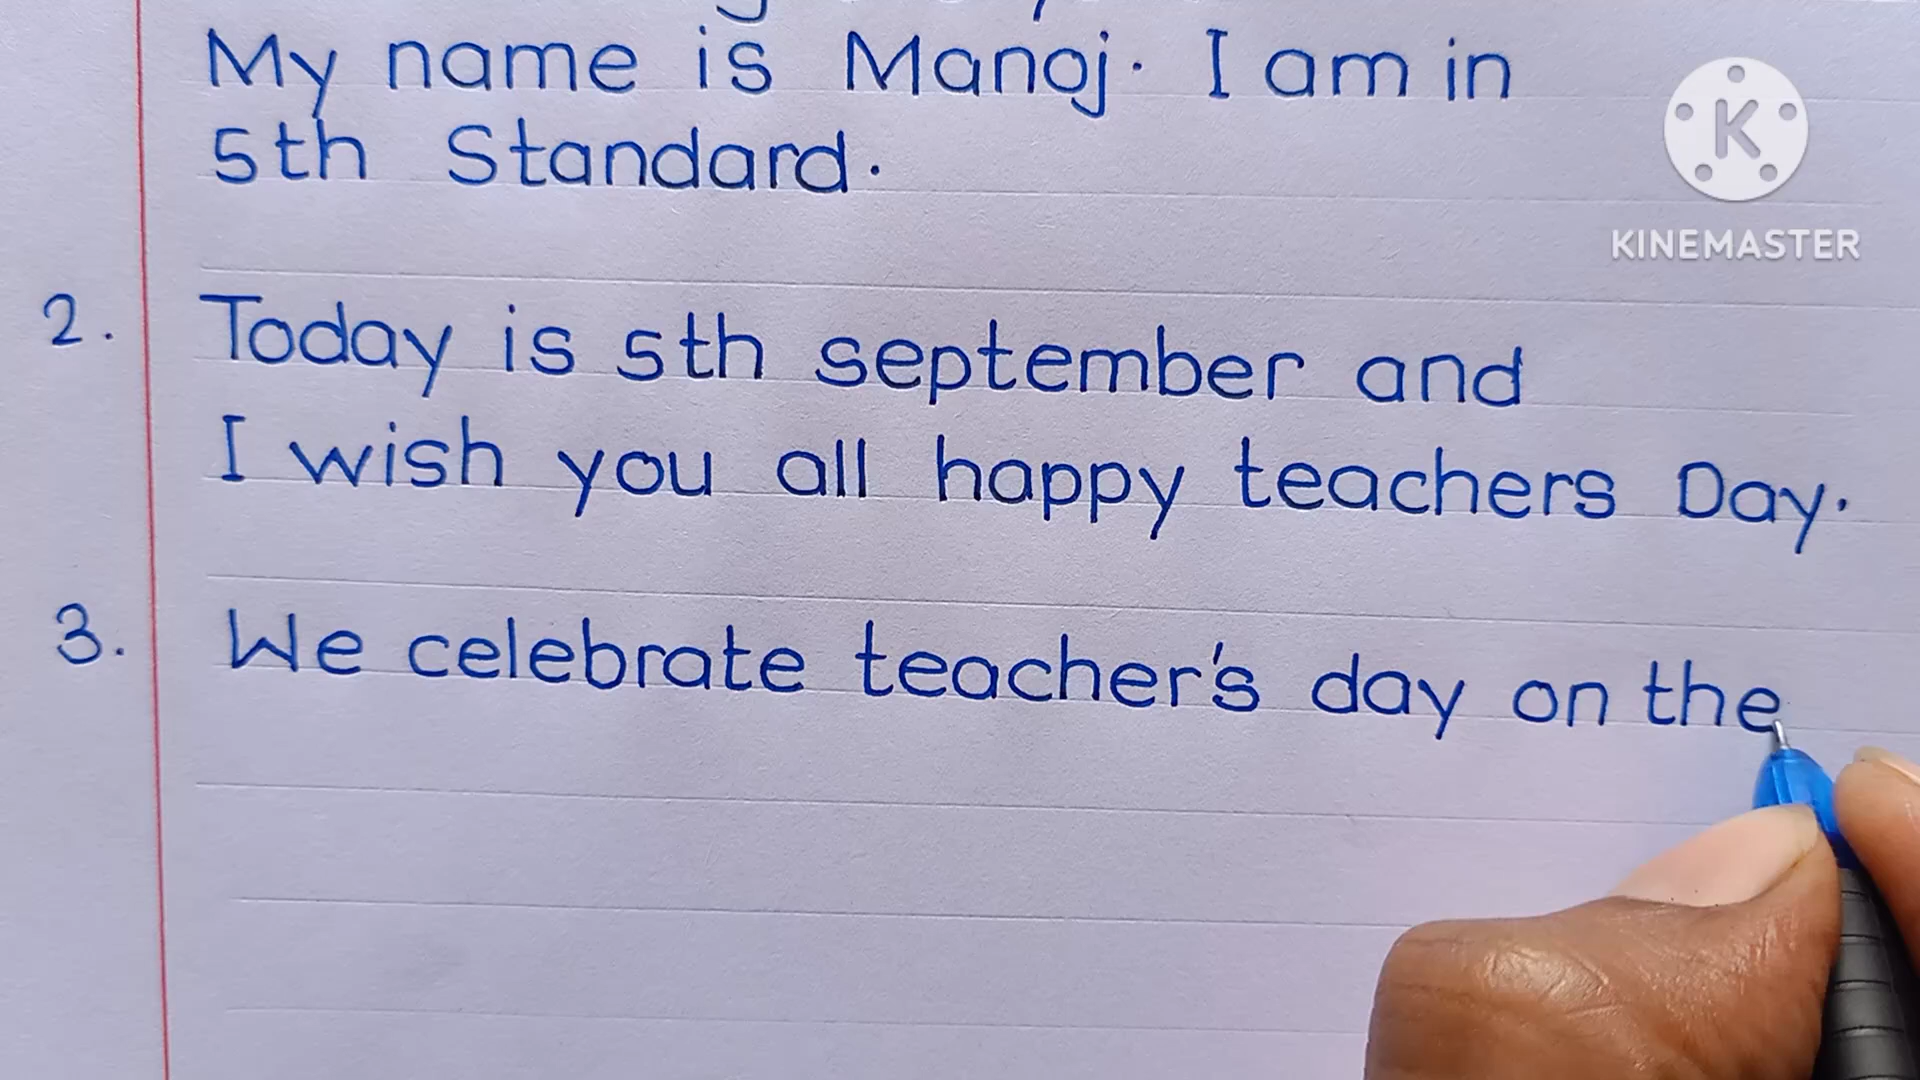 My name is Manoj. I am in
5th Standard.
KINEMASTER
2. Today is 5th september and
I wish you all happy teachers Day.
3. We celebrate teacher's day on the